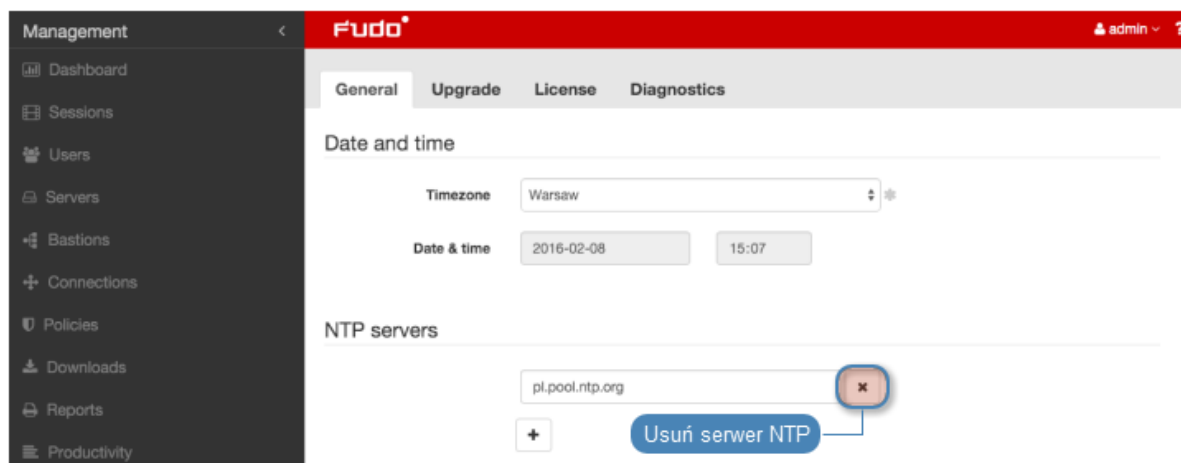 Management
Dashboard
Sessions
Users
Servers
Bastions
Connections
Policies
Downloads
Reports
Productivity
FUDO
admin
?
General Upgrade License Diagnostics
Date and time
Timezone Warsaw
Date & time 2016-02-08 15:07
NTP servers
pl.pool.ntp.org
+
Usuń serwer NTP